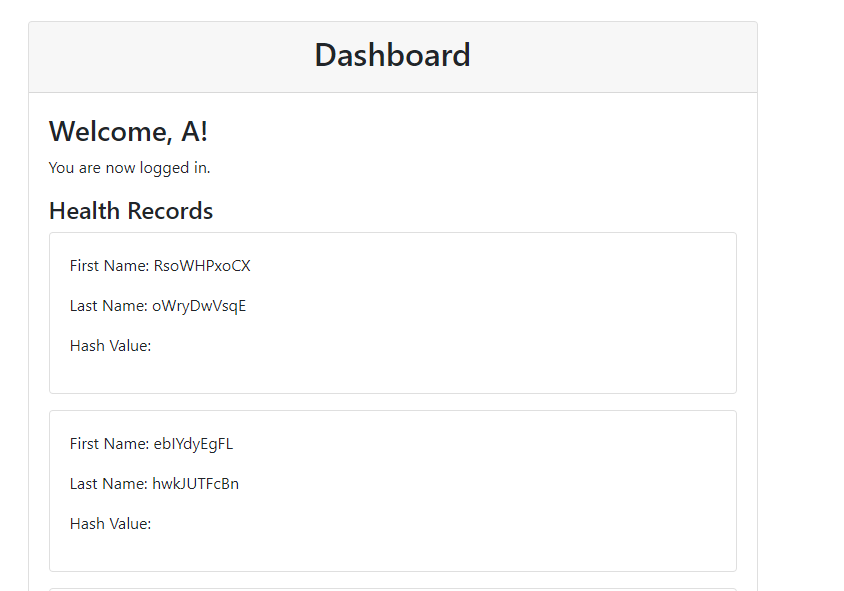 Dashboard
Welcome, A!
You are now logged in.
Health Records
First Name: RsoWHPxoCX
Last Name: oWryDwVsqE
Hash Value:
First Name: ebIYdyEgFL
Last Name: hwkJUTFcBn
Hash Value: